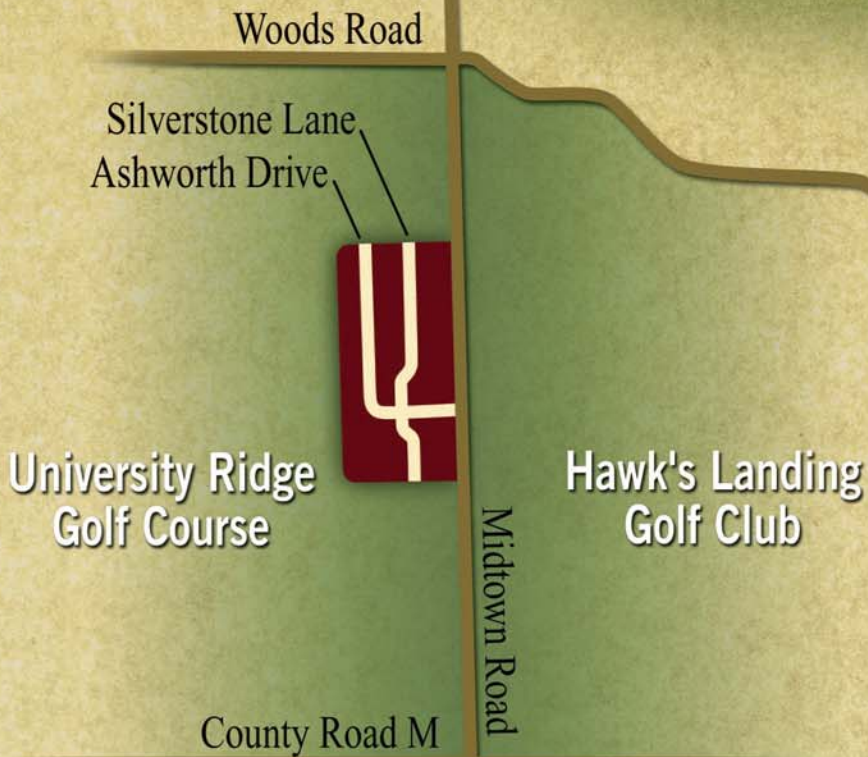 Woods Road
Silverstone Lane
Ashworth Drive
University Ridge
Golf Course
Hawk's Landing
Golf Club
Midtown Road
County Road M